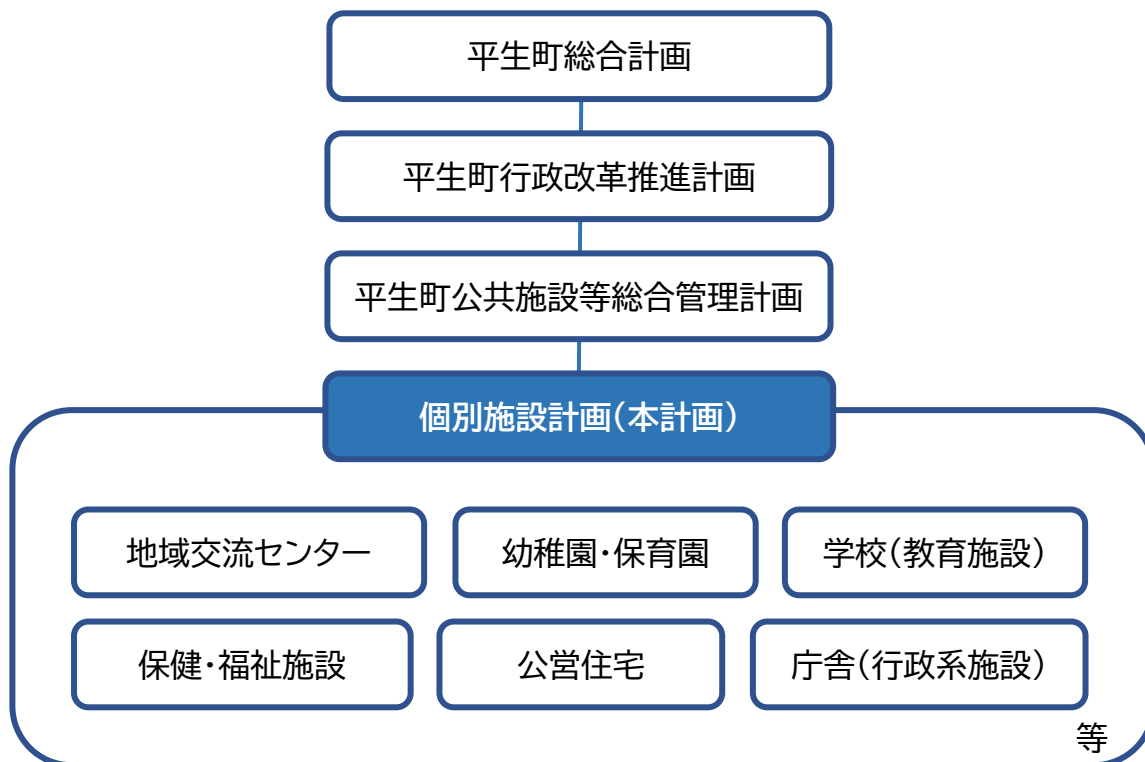 平生町総合計画
平生町行政改革推進計画
平生町公共施設等総合管理計画
個別施設計画(本計画)
地域交流センター
幼稚園・保育園
学校(教育施設)
保健・福祉施設
公営住宅
庁舎(行政系施設)
等